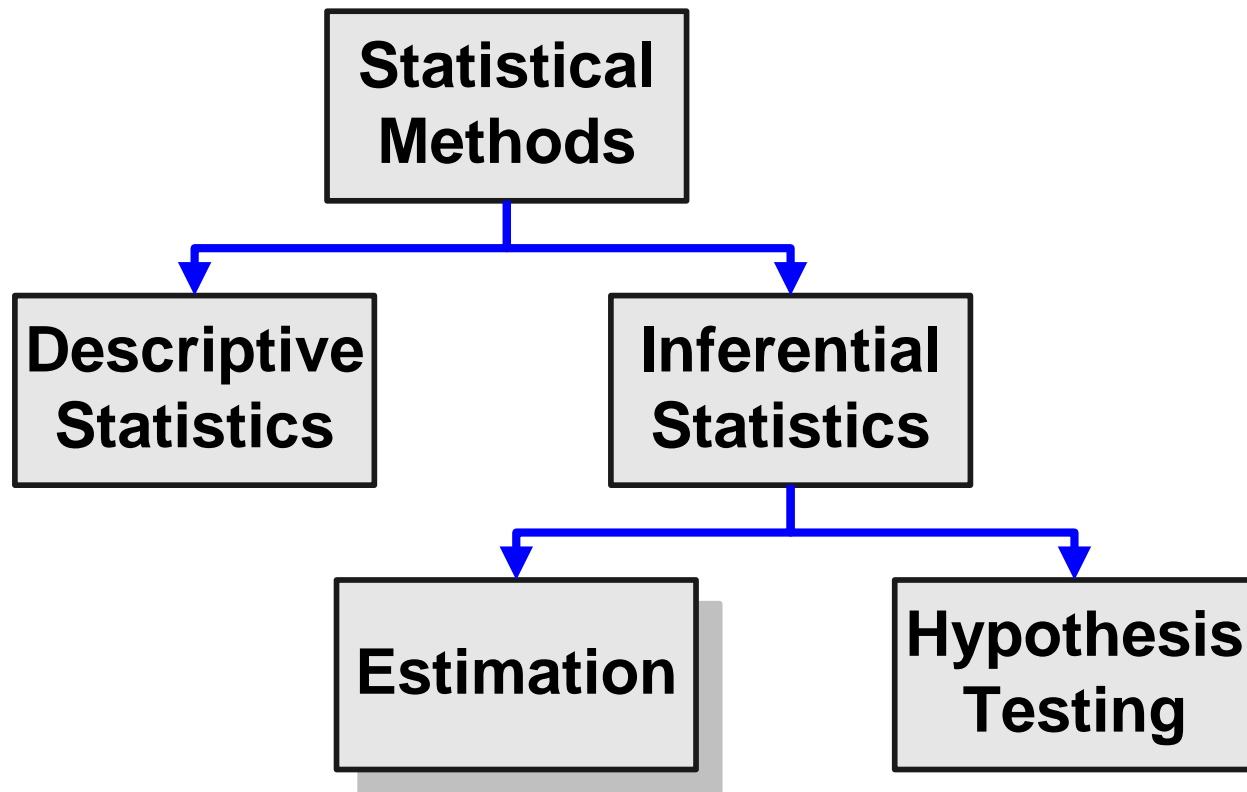 Statistical
Methods
Descriptive
Statistics
Inferential
Statistics
Estimation
Hypothesis
Testing